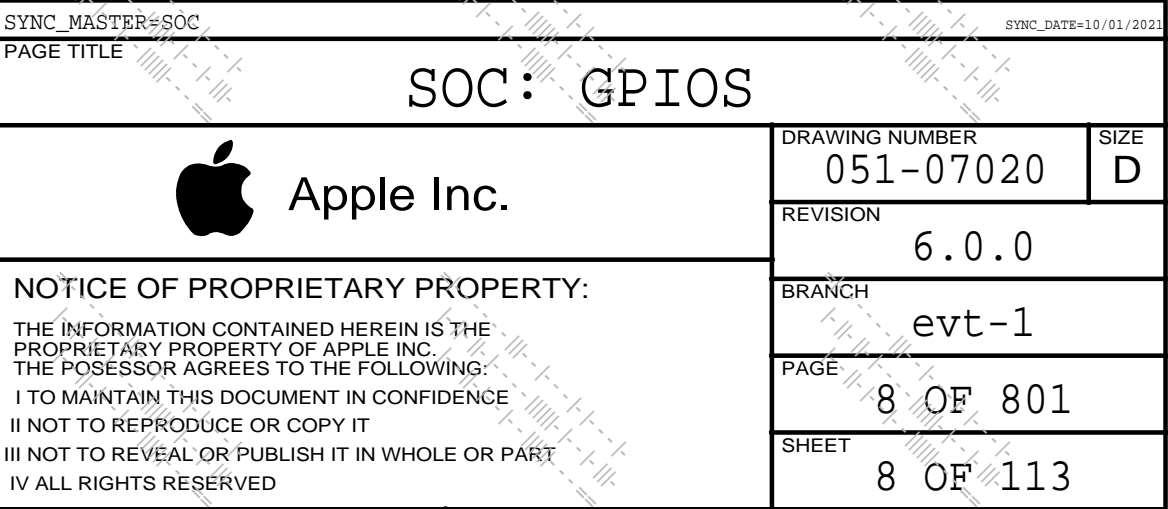 SYNC_MASTER=SOC
SYNC_DATE=10/01/2021
PAGE TITLE
SOC: GPIOS
Apple Inc.
DRAWING NUMBER
051-07020
SIZE
D
REVISION
6.0.0
BRANCH
evt-1
PAGE
8 OF 801
SHEET
8 OF 113
NOTICE OF PROPRIETARY PROPERTY:
THE INFORMATION CONTAINED HEREIN IS THE
PROPRIETARY PROPERTY OF APPLE INC.
THE POSESSOR AGREES TO THE FOLLOWING:
I TO MAINTAIN THIS DOCUMENT IN CONFIDENCE
II NOT TO REPRODUCE OR COPY IT
III NOT TO REVEAL OR PUBLISH IT IN WHOLE OR PART
IV ALL RIGHTS RESERVED